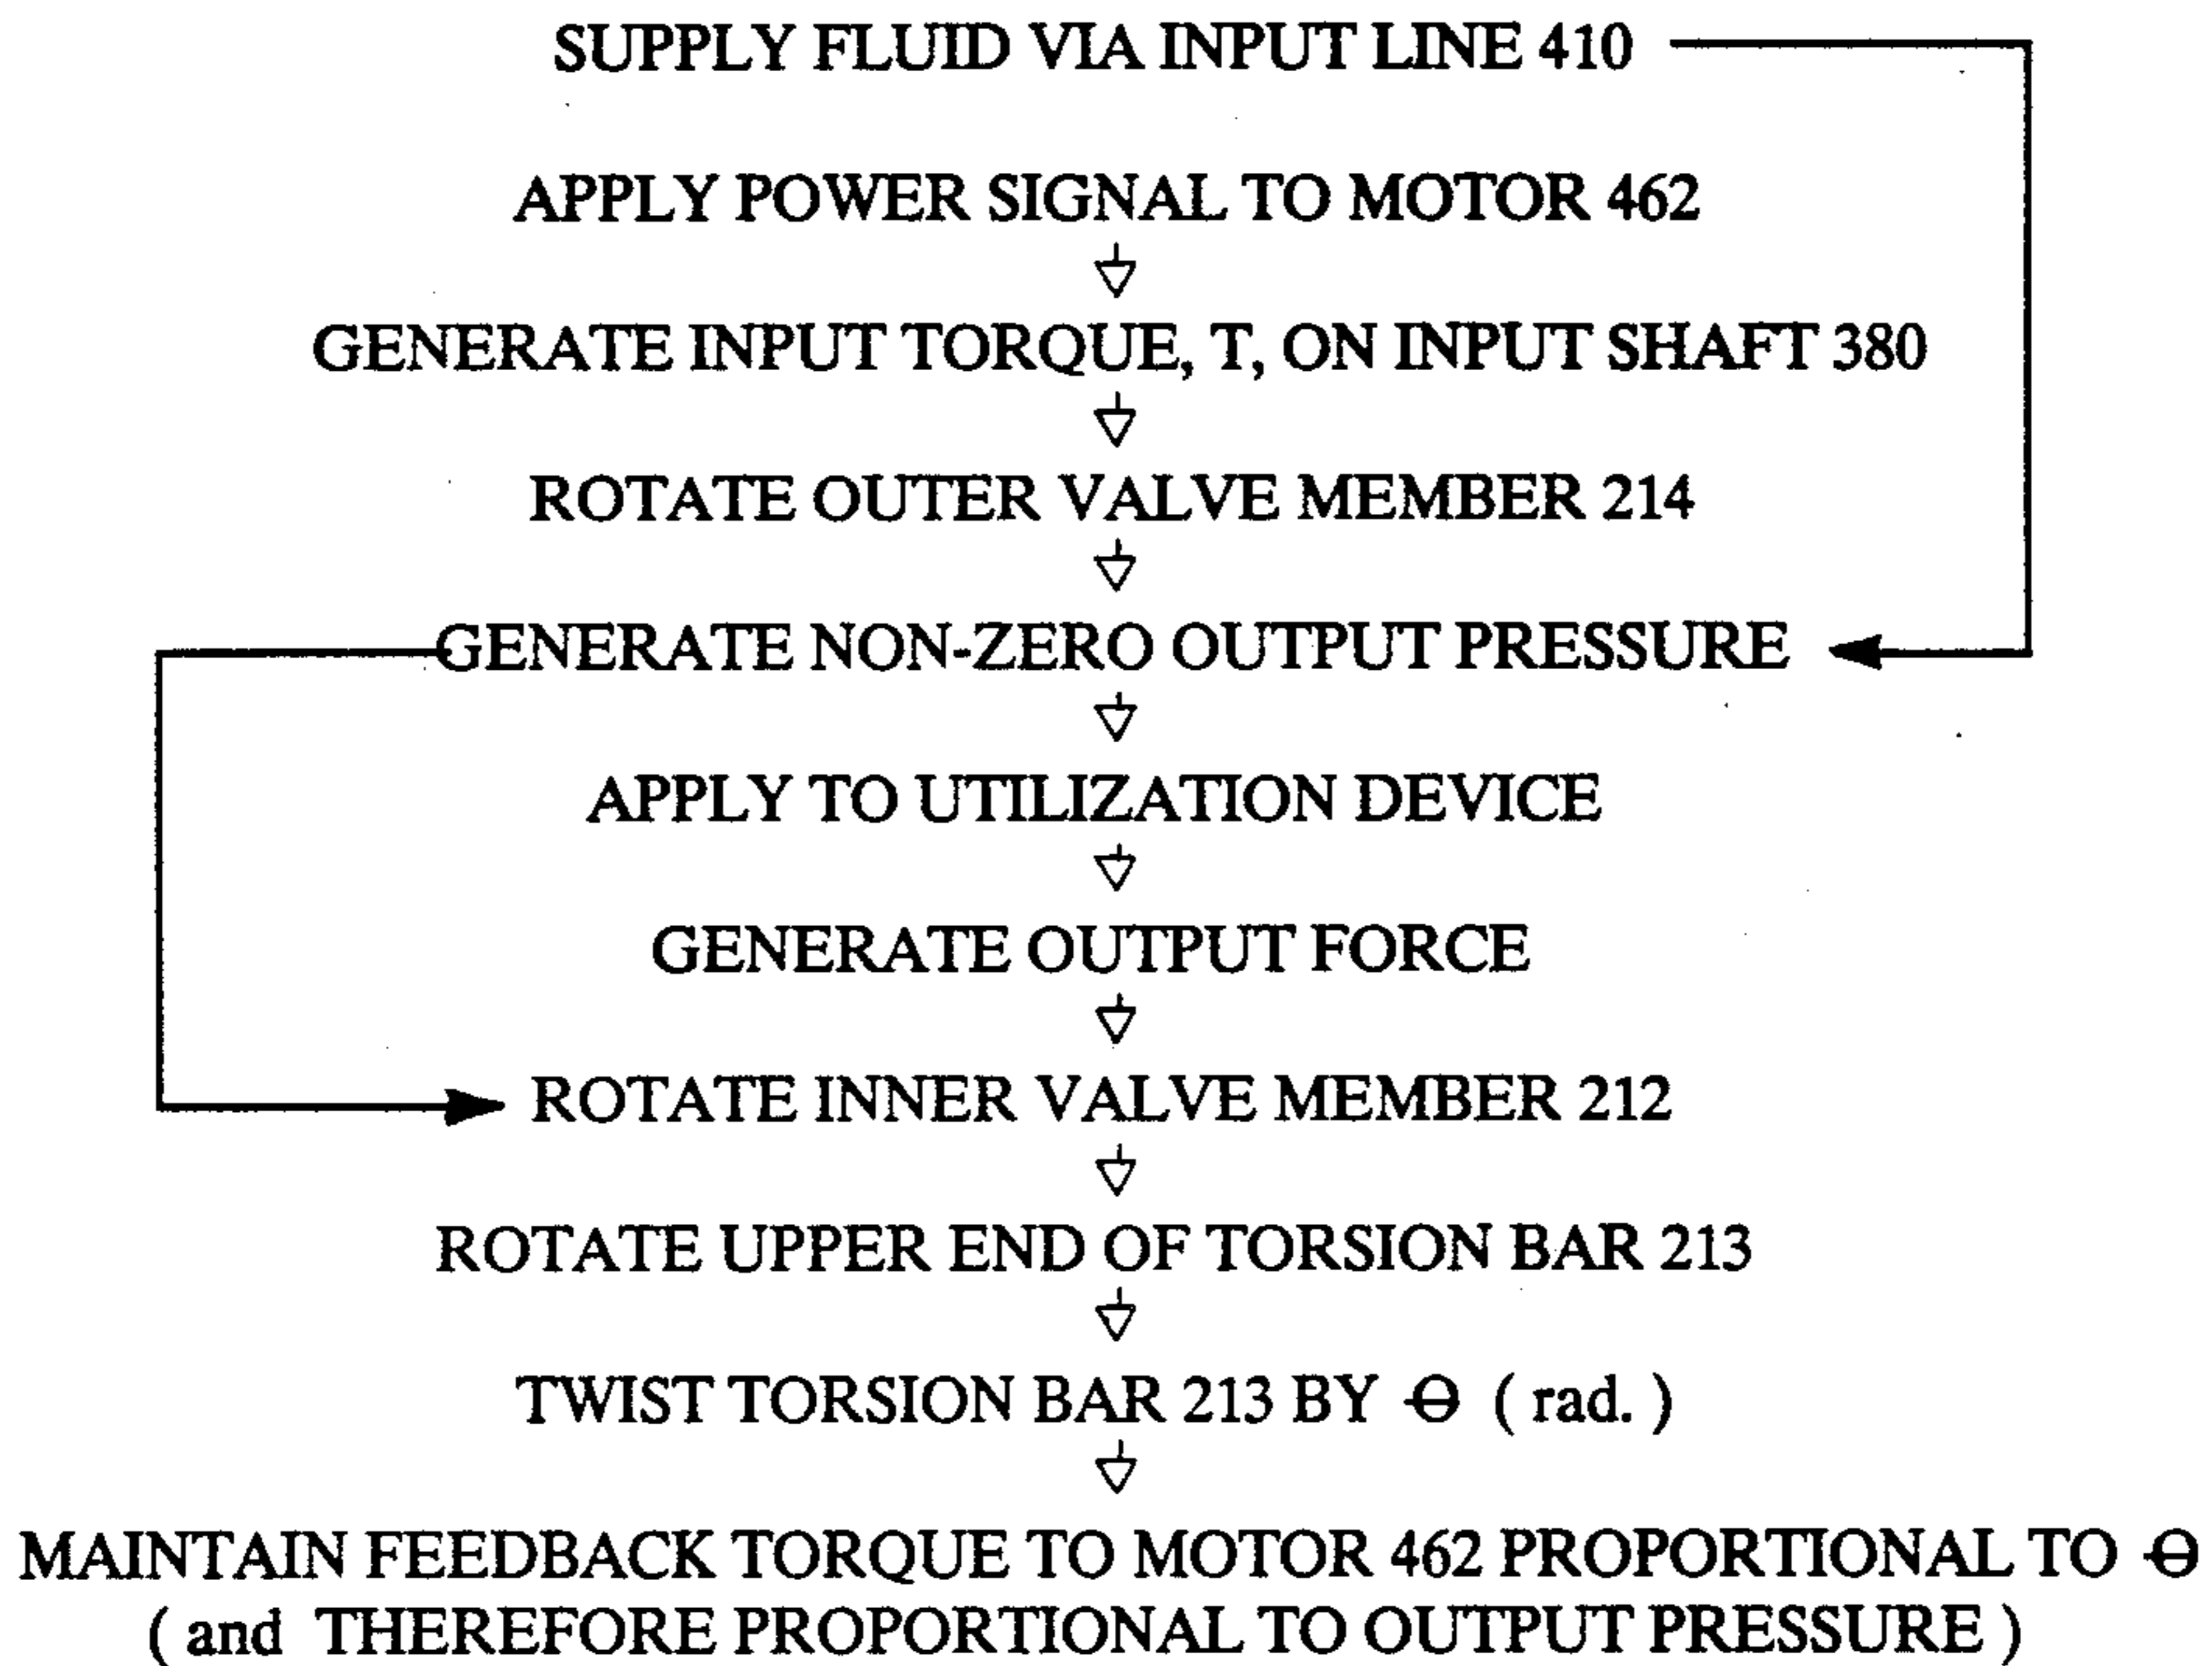 SUPPLY FLUID VIA INPUT LINE 410
APPLY POWER SIGNAL TO MOTOR 462
GENERATE INPUT TORQUE, T, ON INPUT SHAFT 380
ROTATE OUTER VALVE MEMBER 214
GENERATE NON-ZERO OUTPUT PRESSURE
APPLY TO UTILIZATION DEVICE
GENERATE OUTPUT FORCE
ROTATE INNER VALVE MEMBER 212
ROTATE UPPER END OF TORSION BAR 213
TWIST TORSION BAR 213 BY Θ ( rad. )
MAINTAIN FEEDBACK TORQUE TO MOTOR 462 PROPORTIONAL TO Θ
( and THEREFORE PROPORTIONAL TO OUTPUT PRESSURE )